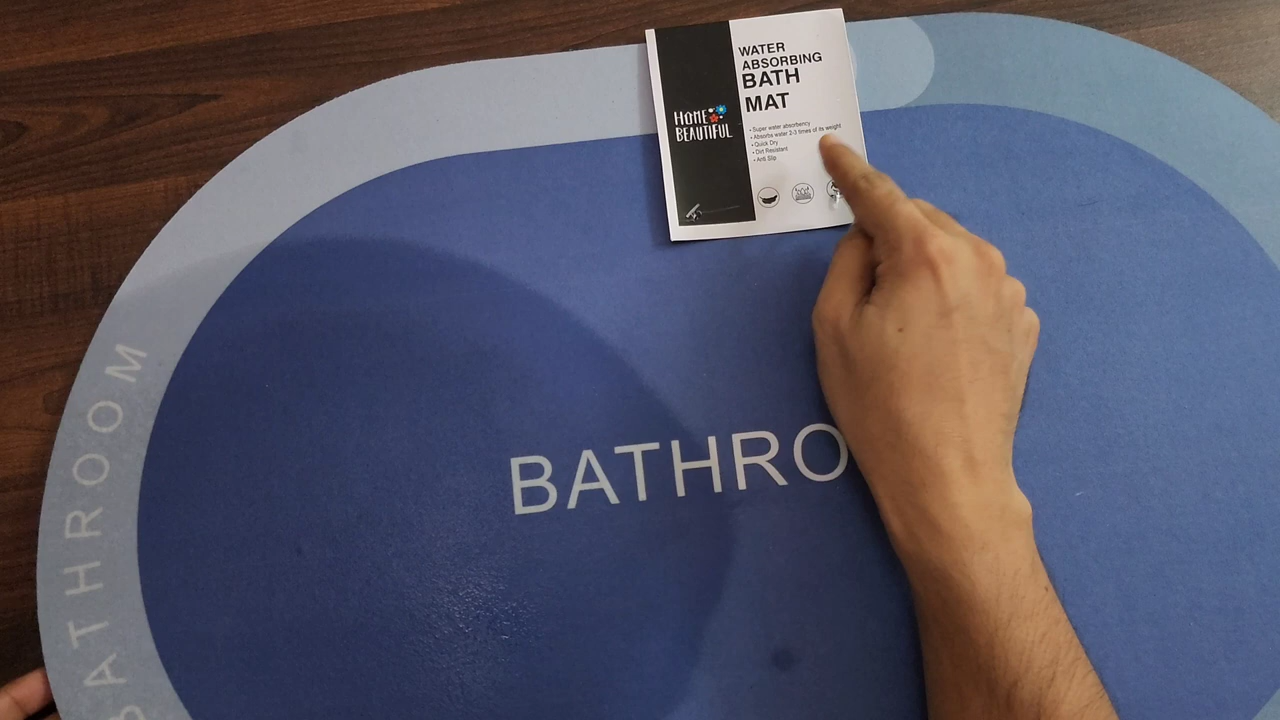 WATER
ABSORBING
BATH
MAT
HOME
BEAUTIFUL
• Super water absorbency
• Absorbs water 2-3 times of its weight
• Quick Dry
• Dirt Resistant
• Anti Slip
BATHRO
BATHROOM